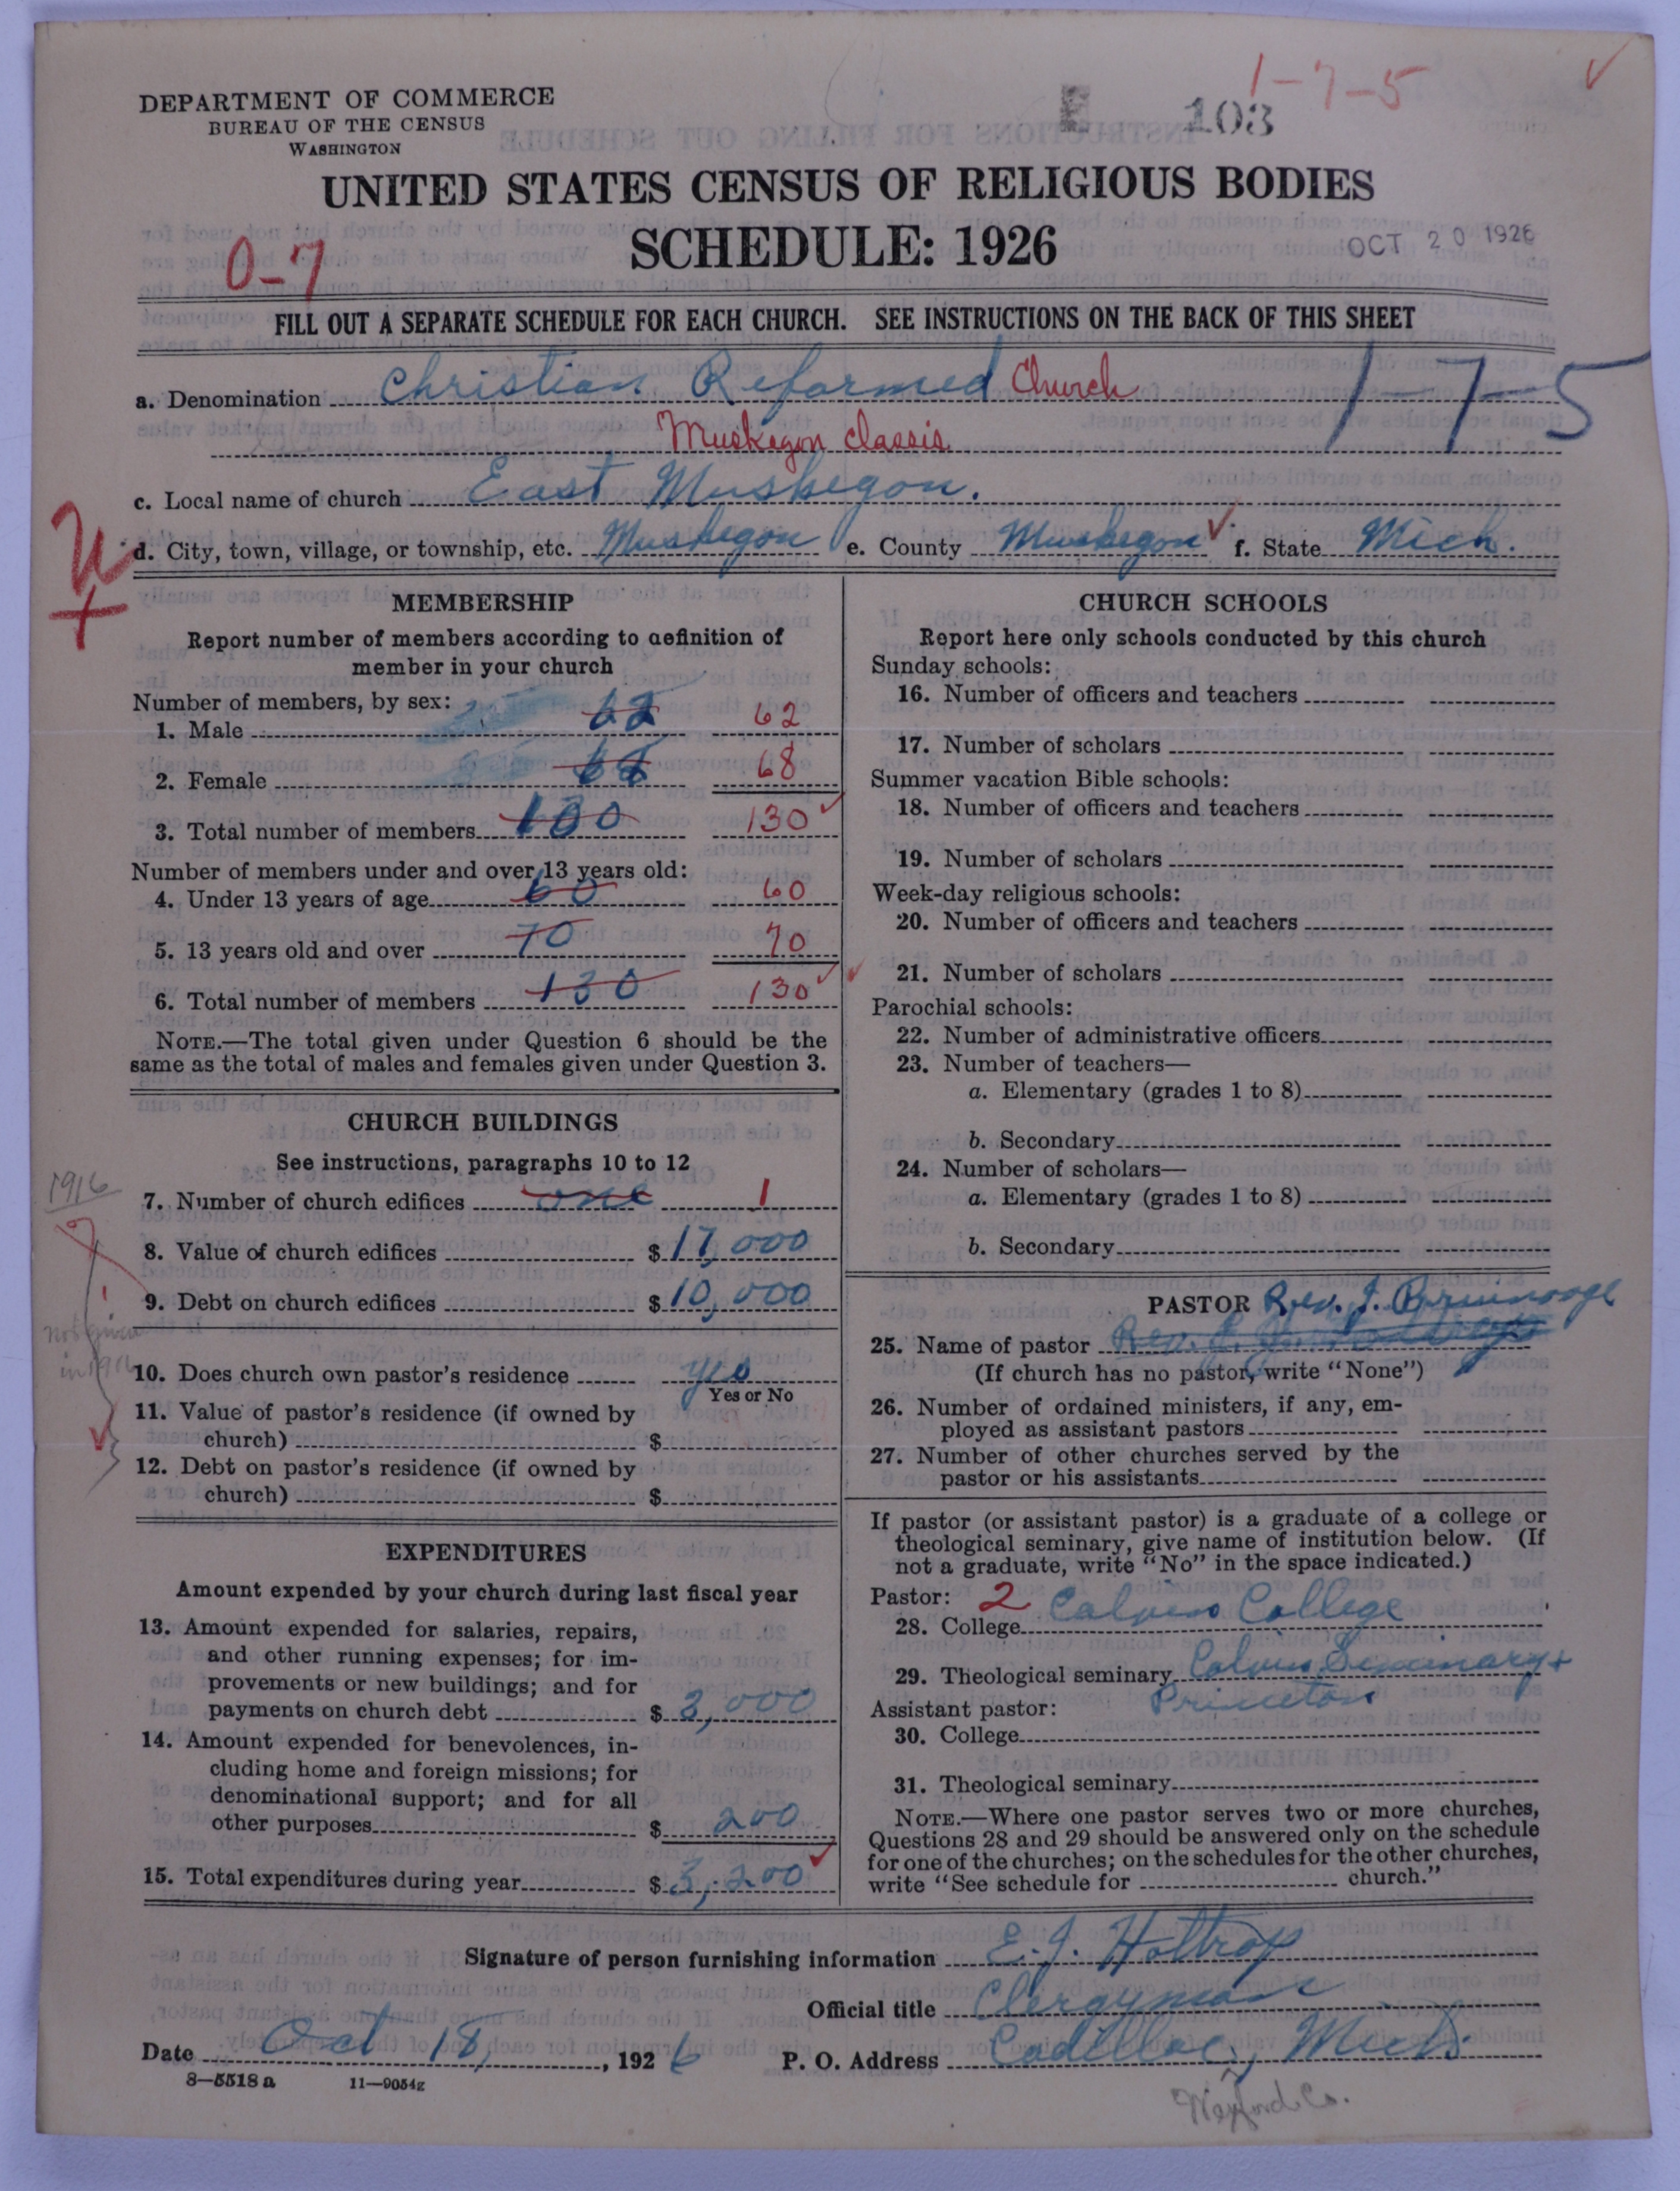 1-7-5
DEPARTMENT OF COMMERCE
BUREAU OF THE CENSUS
WASHINGTON
E 103
UNITED STATES CENSUS OF RELIGIOUS BODIES
SCHEDULE: 1926
OCT 20 1926
0-7
FILL OUT A SEPARATE SCHEDULE FOR EACH CHURCH. SEE INSTRUCTIONS ON THE BACK OF THIS SHEET
a. Denomination Christian Reformed Church 1-7-5
Muskegon classis
c. Local name of church East Muskegon.
d. City, town, village, or township, etc. Muskegon e. County Muskegon f. State Mich.
MEMBERSHIP
Report number of members according to definition of
member in your church
Number of members, by sex:
1. Male 62 62
2. Female 68 68
3. Total number of members 130 130
Number of members under and over 13 years old:
4. Under 13 years of age 60 60
5. 13 years old and over 70 70
6. Total number of members 130 130
NOTE.—The total given under Question 6 should be the
same as the total of males and females given under Question 3.
CHURCH BUILDINGS
See instructions, paragraphs 10 to 12
1916
7. Number of church edifices one 1
8. Value of church edifices $17,000
9. Debt on church edifices $10,000
not given
in 1916
10. Does church own pastor's residence yes
Yes or No
11. Value of pastor's residence (if owned by
church) $
12. Debt on pastor's residence (if owned by
church) $
EXPENDITURES
Amount expended by your church during last fiscal year
13. Amount expended for salaries, repairs,
and other running expenses; for im-
provements or new buildings; and for
payments on church debt $3,000
14. Amount expended for benevolences, in-
cluding home and foreign missions; for
denominational support; and for all
other purposes $200
15. Total expenditures during year $3,200
CHURCH SCHOOLS
Report here only schools conducted by this church
Sunday schools:
16. Number of officers and teachers
17. Number of scholars
Summer vacation Bible schools:
18. Number of officers and teachers
19. Number of scholars
Week-day religious schools:
20. Number of officers and teachers
21. Number of scholars
Parochial schools:
22. Number of administrative officers
23. Number of teachers—
a. Elementary (grades 1 to 8)
b. Secondary
24. Number of scholars—
a. Elementary (grades 1 to 8)
b. Secondary
PASTOR Rev. J.
25. Name of pastor Rev.
(If church has no pastor, write "None")
26. Number of ordained ministers, if any, em-
ployed as assistant pastors
27. Number of other churches served by the
pastor or his assistants
If pastor (or assistant pastor) is a graduate of a college or
theological seminary, give name of institution below. (If
not a graduate, write "No" in the space indicated.)
Pastor: 2
28. College Calvin College
29. Theological seminary Calvin Seminary +
Princeton
Assistant pastor:
30. College
31. Theological seminary
NOTE.—Where one pastor serves two or more churches,
Questions 28 and 29 should be answered only on the schedule
for one of the churches; on the schedules for the other churches,
write "See schedule for church."
Signature of person furnishing information E. J. Holtrop
Official title Clergyman
Date Oct 18, 1926 P. O. Address Cadillac, Mich.
8—5518 a 11—9054g
Wexford Co.